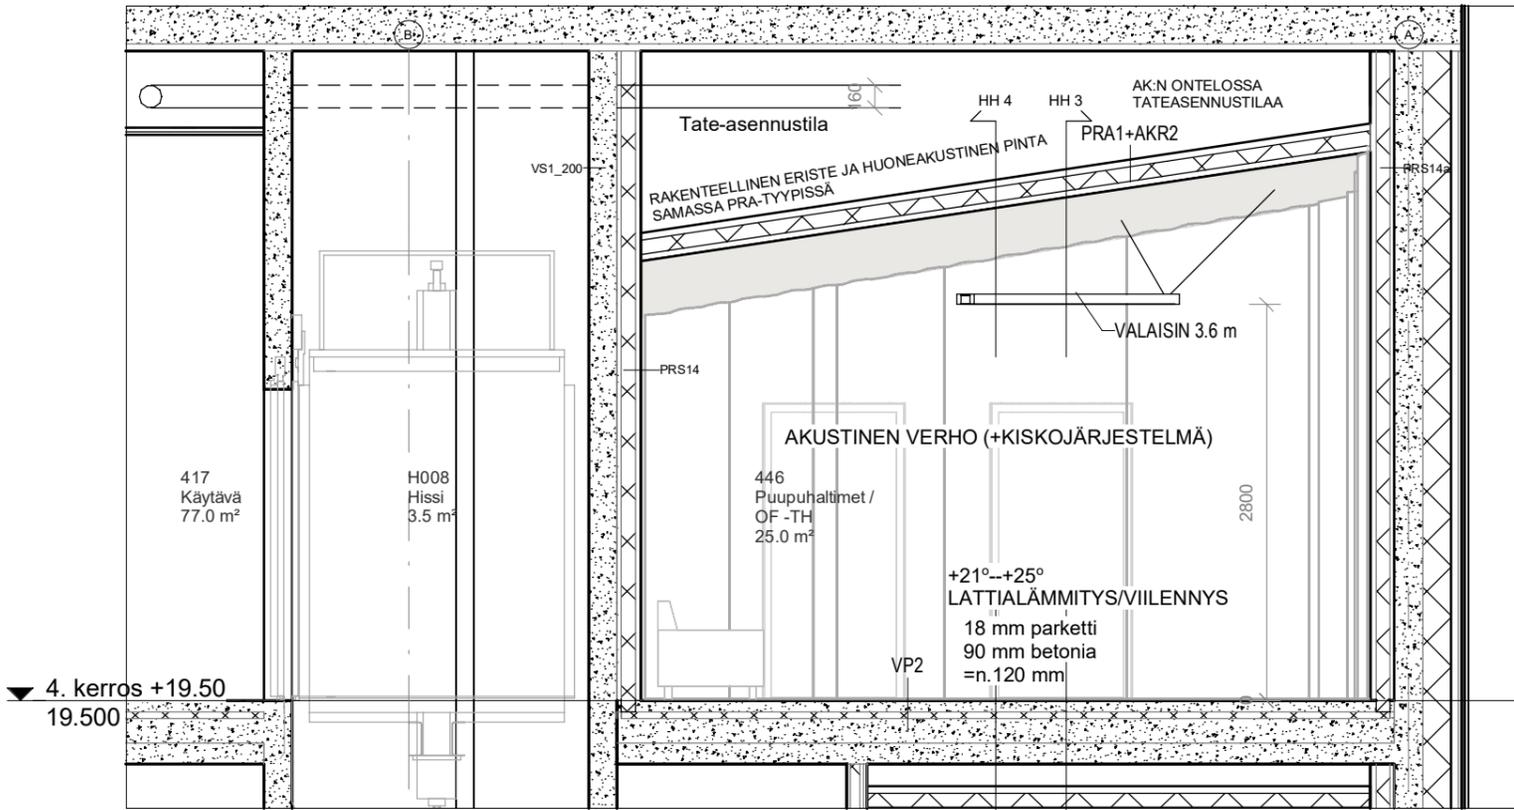 B
A
160
Tate-asennustila
HH 4
HH 3
AK:N ONTELOSSA
TATEASENNUSTILAA
PRA1+AKR2
VS1_200
RAKENTEELLINEN ERISTE JA HUONEAKUSTINEN PINTA
SAMASSA PRA-TYYPISSÄ
PRS14a
VALAISIN 3.6 m
PRS14
AKUSTINEN VERHO (+KISKOJÄRJESTELMÄ)
417
Käytävä
77.0 m²
H008
Hissi
3.5 m²
446
Puupuhaltimet /
OF -TH
25.0 m²
2800
+21º--+25º
LATTIALÄMMITYS/VIILENNYS
18 mm parketti
90 mm betonia
=n.120 mm
VP2
0
4. kerros +19.50
19.500